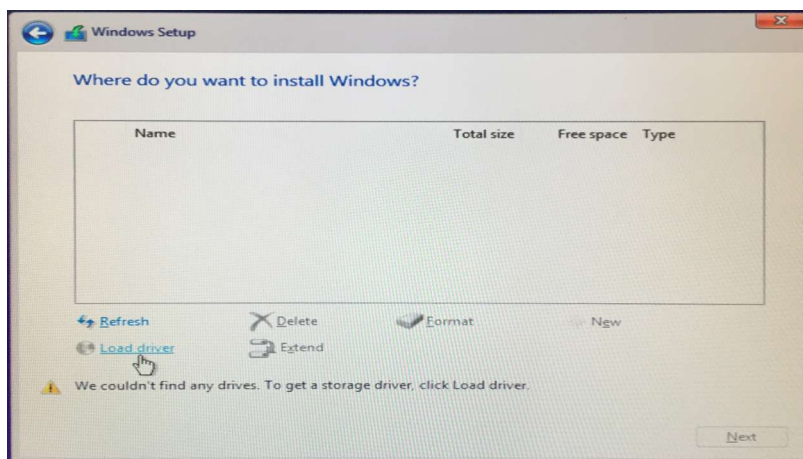 Windows Setup
Where do you want to install Windows?
Name Total size Free space Type
Refresh Delete Format New
Load driver Extend
We couldn't find any drives. To get a storage driver, click Load driver.
Next